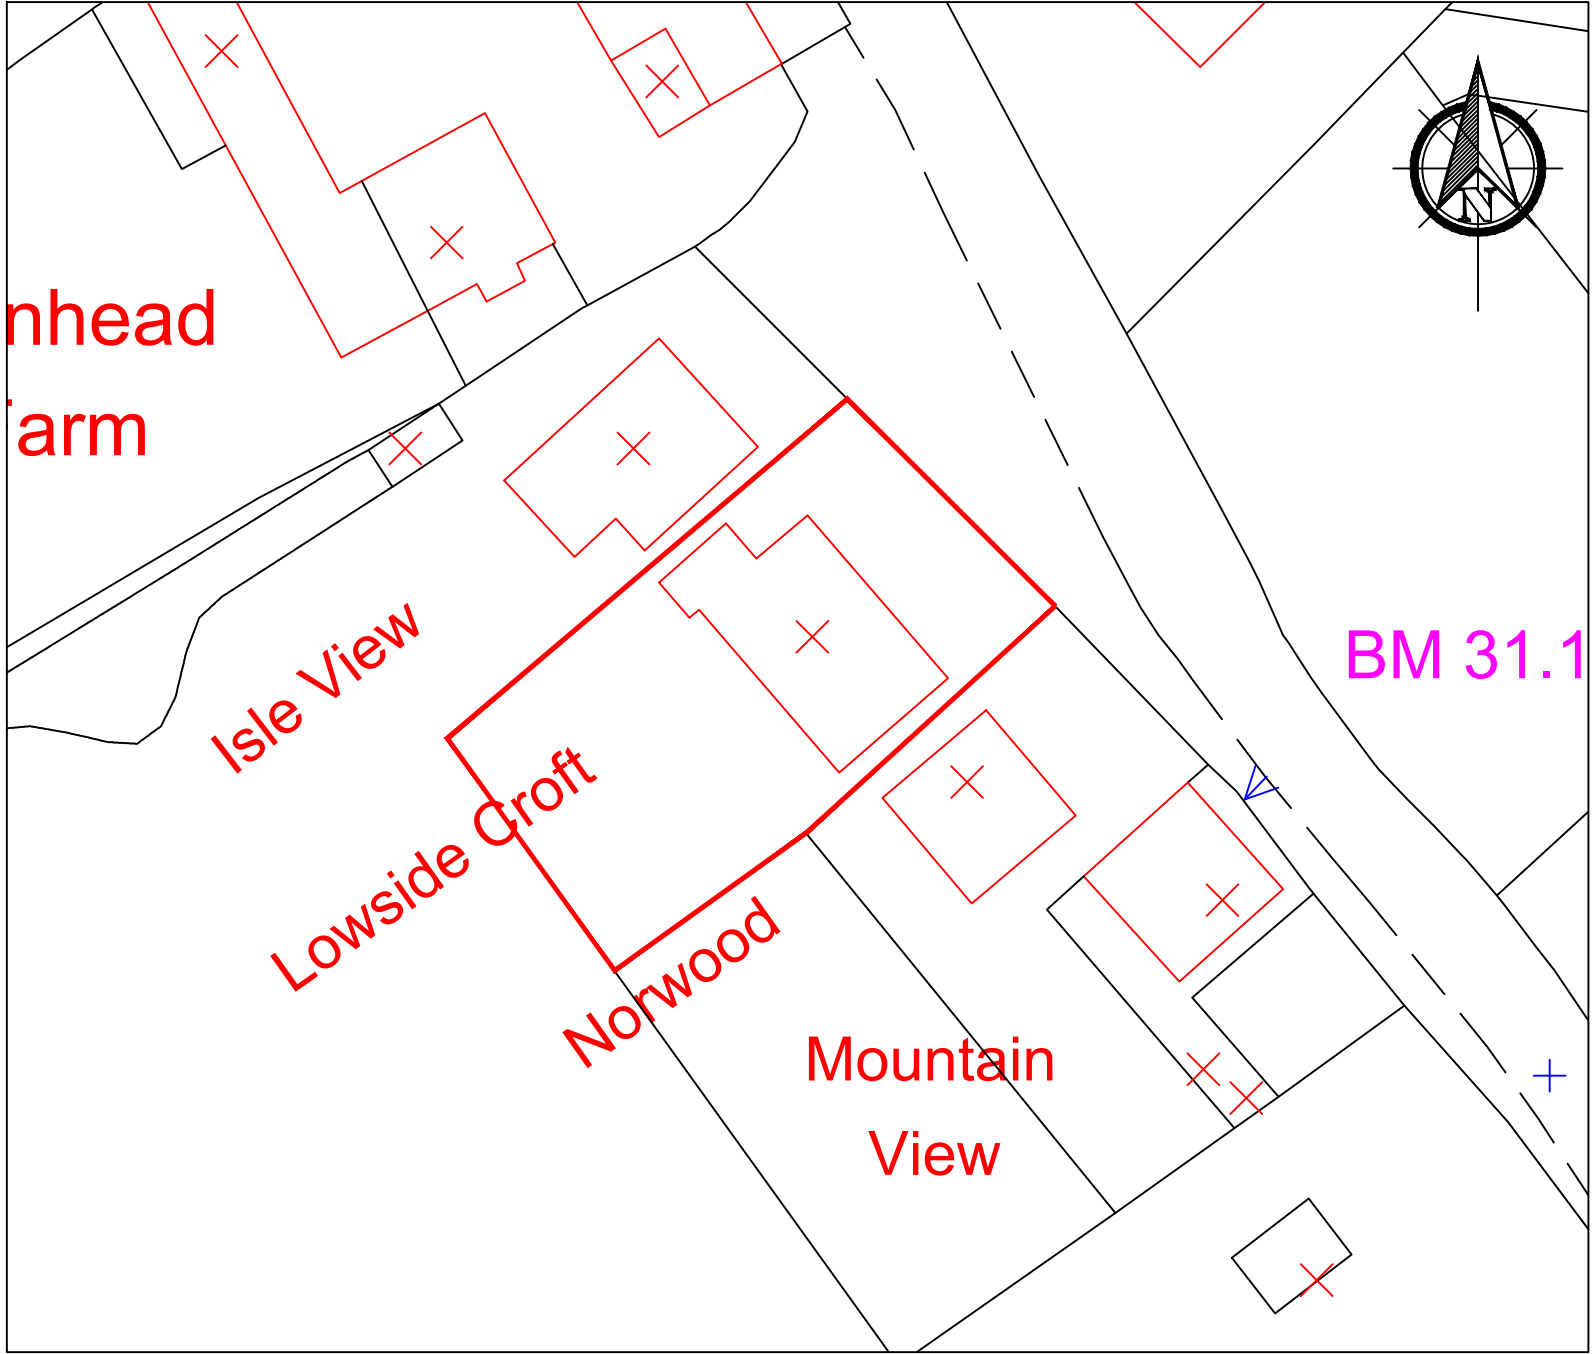 N
nhead
arm
Isle View
BM 31.1
Lowside Croft
Norwood
Mountain
View